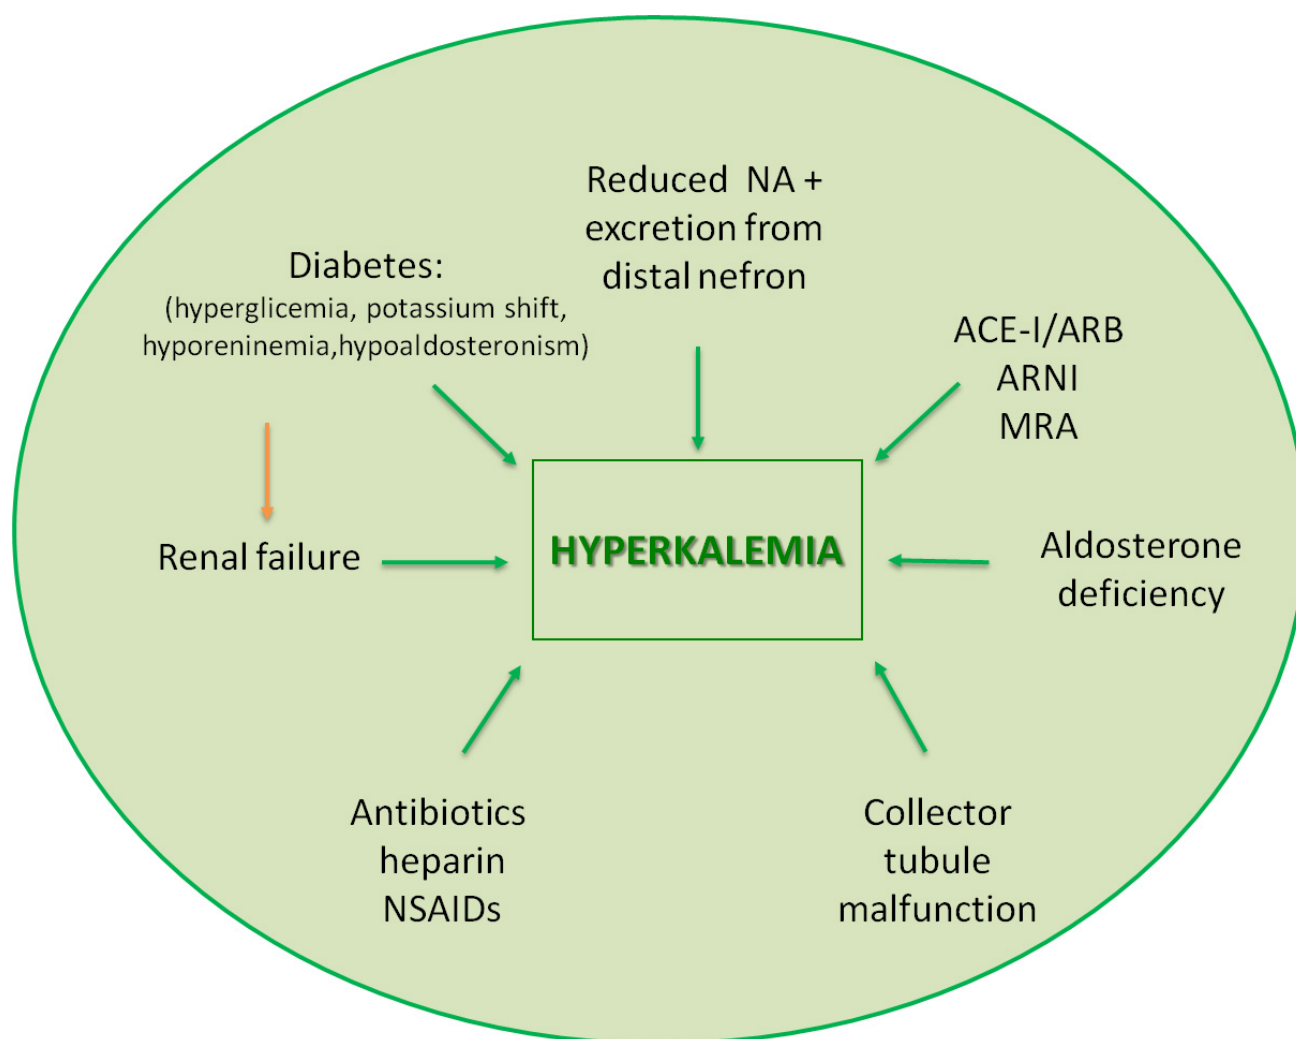 Reduced  NA +
excretion from
distal nefron
Diabetes:
(hyperglicemia, potassium shift,
hyporeninemia,hypoaldosteronism)
ACE-I/ARB
ARNI
MRA
Renal failure
HYPERKALEMIA
Aldosterone
deficiency
Antibiotics
heparin
NSAIDs
Collector
tubule
malfunction